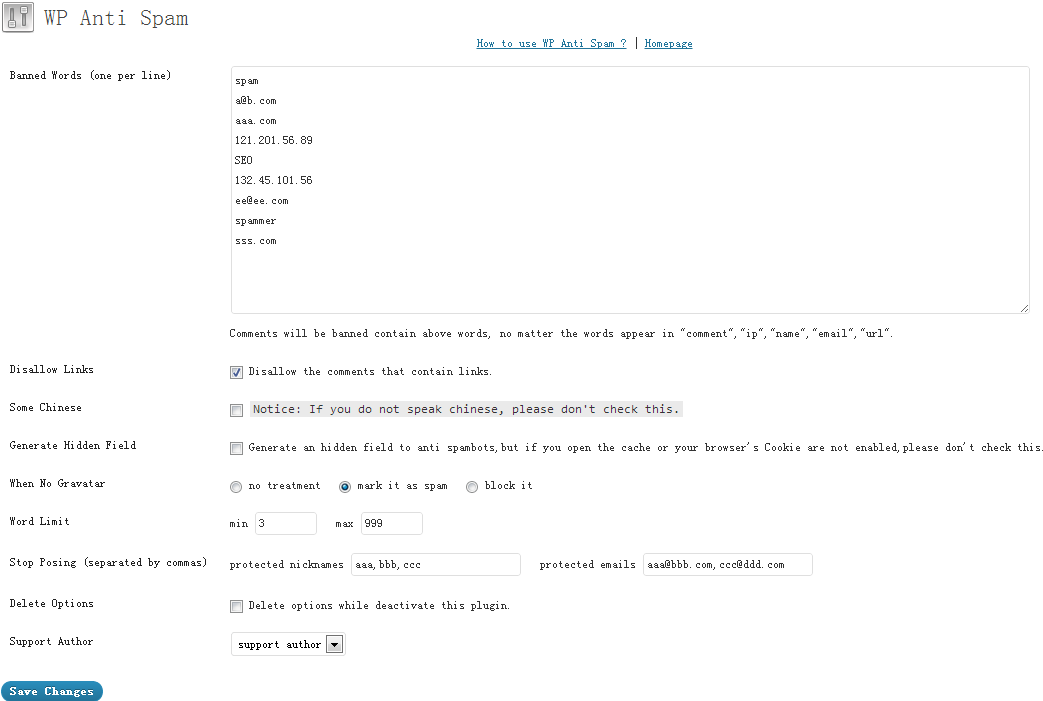 WP Anti Spam
How to use WP Anti Spam ? | Homepage
Banned Words (one per line)
spam
a@b.com
aaa.com
121.201.56.89
SEO
132.45.101.56
ee@ee.com
spammer
sss.com
Comments will be banned contain above words, no matter the words appear in "comment","ip","name","email","url".
Disallow Links Disallow the comments that contain links.
Some Chinese Notice: If you do not speak chinese, please don't check this.
Generate Hidden Field Generate an hidden field to anti spambots,but if you open the cache or your browser's Cookie are not enabled,please don't check this.
When No Gravatar no treatment mark it as spam block it
Word Limit min 3 max 999
Stop Posing (separated by commas) protected nicknames aaa,bbb,ccc protected emails aaa@bbb.com,ccc@ddd.com
Delete Options Delete options while deactivate this plugin.
Support Author support author
Save Changes